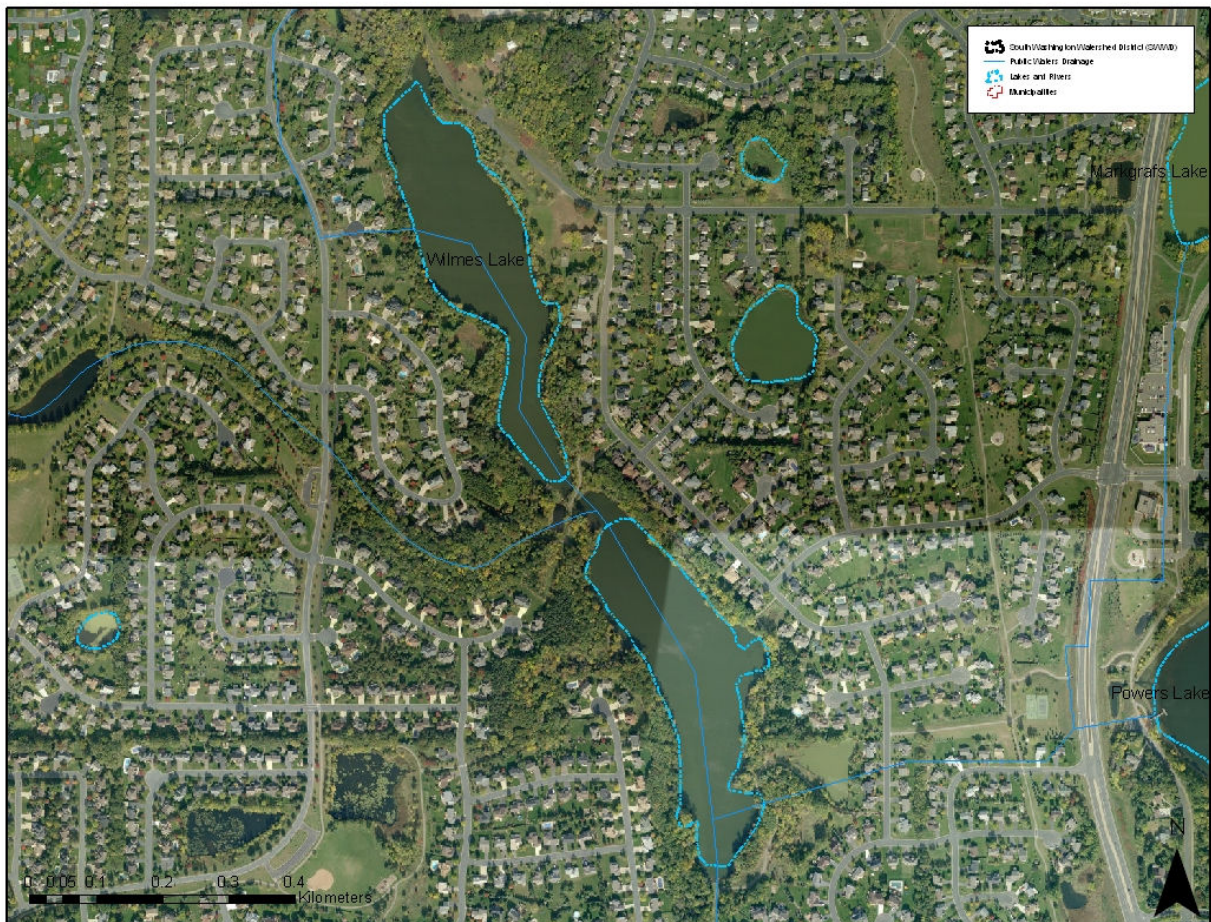 South Washington Watershed District (SWWD)
Public Waters Drainage
Lakes and Rivers
Municipalities
Markgrafs Lake
Wilmes Lake
Powers Lake
N
0 0.05 0.1 0.2 0.3 0.4
Kilometers